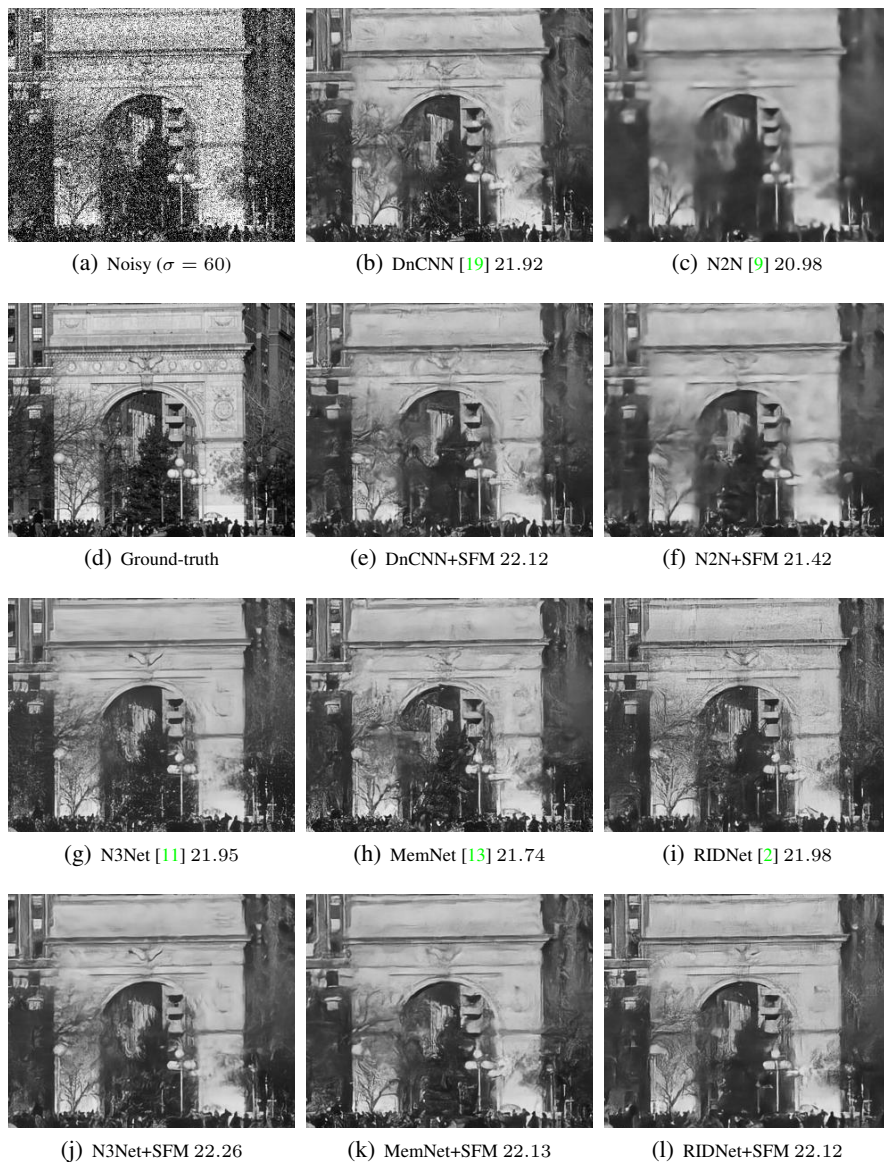 (a) Noisy (σ = 60)
(b) DnCNN [19] 21.92
(c) N2N [9] 20.98
(d) Ground-truth
(e) DnCNN+SFM 22.12
(f) N2N+SFM 21.42
(g) N3Net [11] 21.95
(h) MemNet [13] 21.74
(i) RIDNet [2] 21.98
(j) N3Net+SFM 22.26
(k) MemNet+SFM 22.13
(l) RIDNet+SFM 22.12